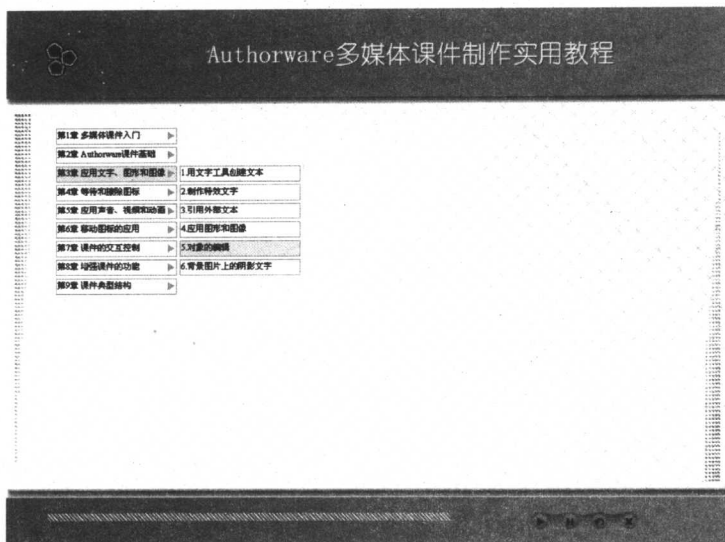 Authorware多媒体课件制作实用教程
第1章 多媒体课件入门
第2章 Authorware课件基础
第3章 应用文字、图形和图像
第4章 等待和擦除图标
第5章 应用声音、视频和动画
第6章 移动图标的应用
第7章 课件的交互控制
第8章 增强课件的功能
第9章 课件典型结构
1.用文字工具创建文本
2.制作特效文字
3.引用外部文本
4.应用图形和图像
5.对象的编辑
6.背景图片上的阴影文字